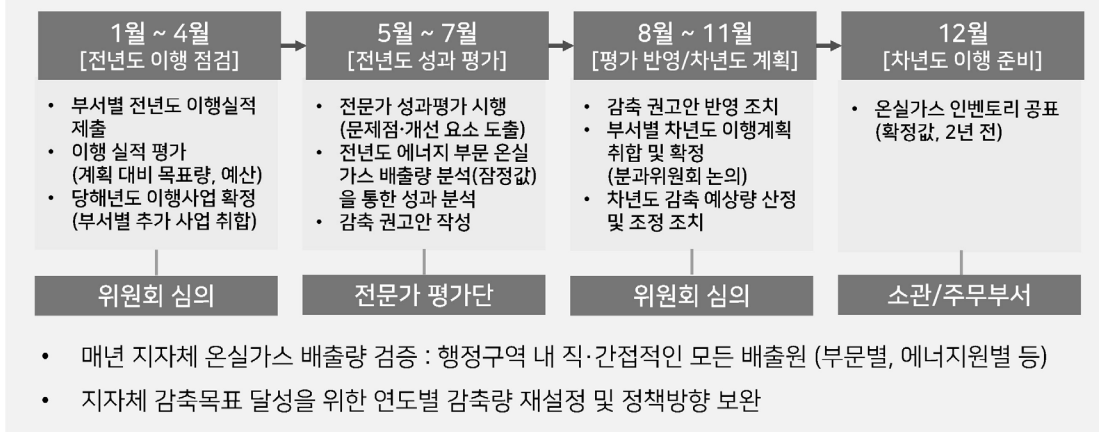 1월 ~ 4월
[전년도 이행 점검]
• 부서별 전년도 이행실적
제출
• 이행 실적 평가
(계획 대비 목표량, 예산)
• 당해년도 이행사업 확정
(부서별 추가 사업 취합)
위원회 심의
5월 ~ 7월
[전년도 성과 평가]
• 전문가 성과평가 시행
(문제점·개선 요소 도출)
• 전년도 에너지 부문 온실
가스 배출량 분석(잠정값)
을 통한 성과 분석
• 감축 권고안 작성
전문가 평가단
8월 ~ 11월
[평가 반영/차년도 계획]
• 감축 권고안 반영 조치
• 부서별 차년도 이행계획
취합 및 확정
(분과위원회 논의)
• 차년도 감축 예상량 산정
및 조정 조치
위원회 심의
12월
[차년도 이행 준비]
• 온실가스 인벤토리 공표
(확정값, 2년 전)
소관/주무부서
• 매년 지자체 온실가스 배출량 검증 : 행정구역 내 직·간접적인 모든 배출원 (부문별, 에너지원별 등)
• 지자체 감축목표 달성을 위한 연도별 감축량 재설정 및 정책방향 보완